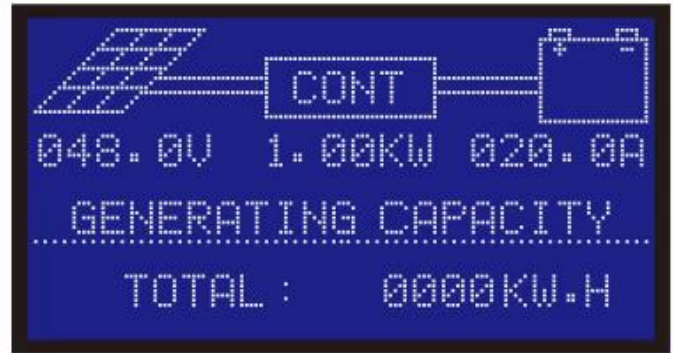 CONT
+ -
048.0V 1.00KW 020.0A
GENERATING CAPACITY
TOTAL: 0000KW.H